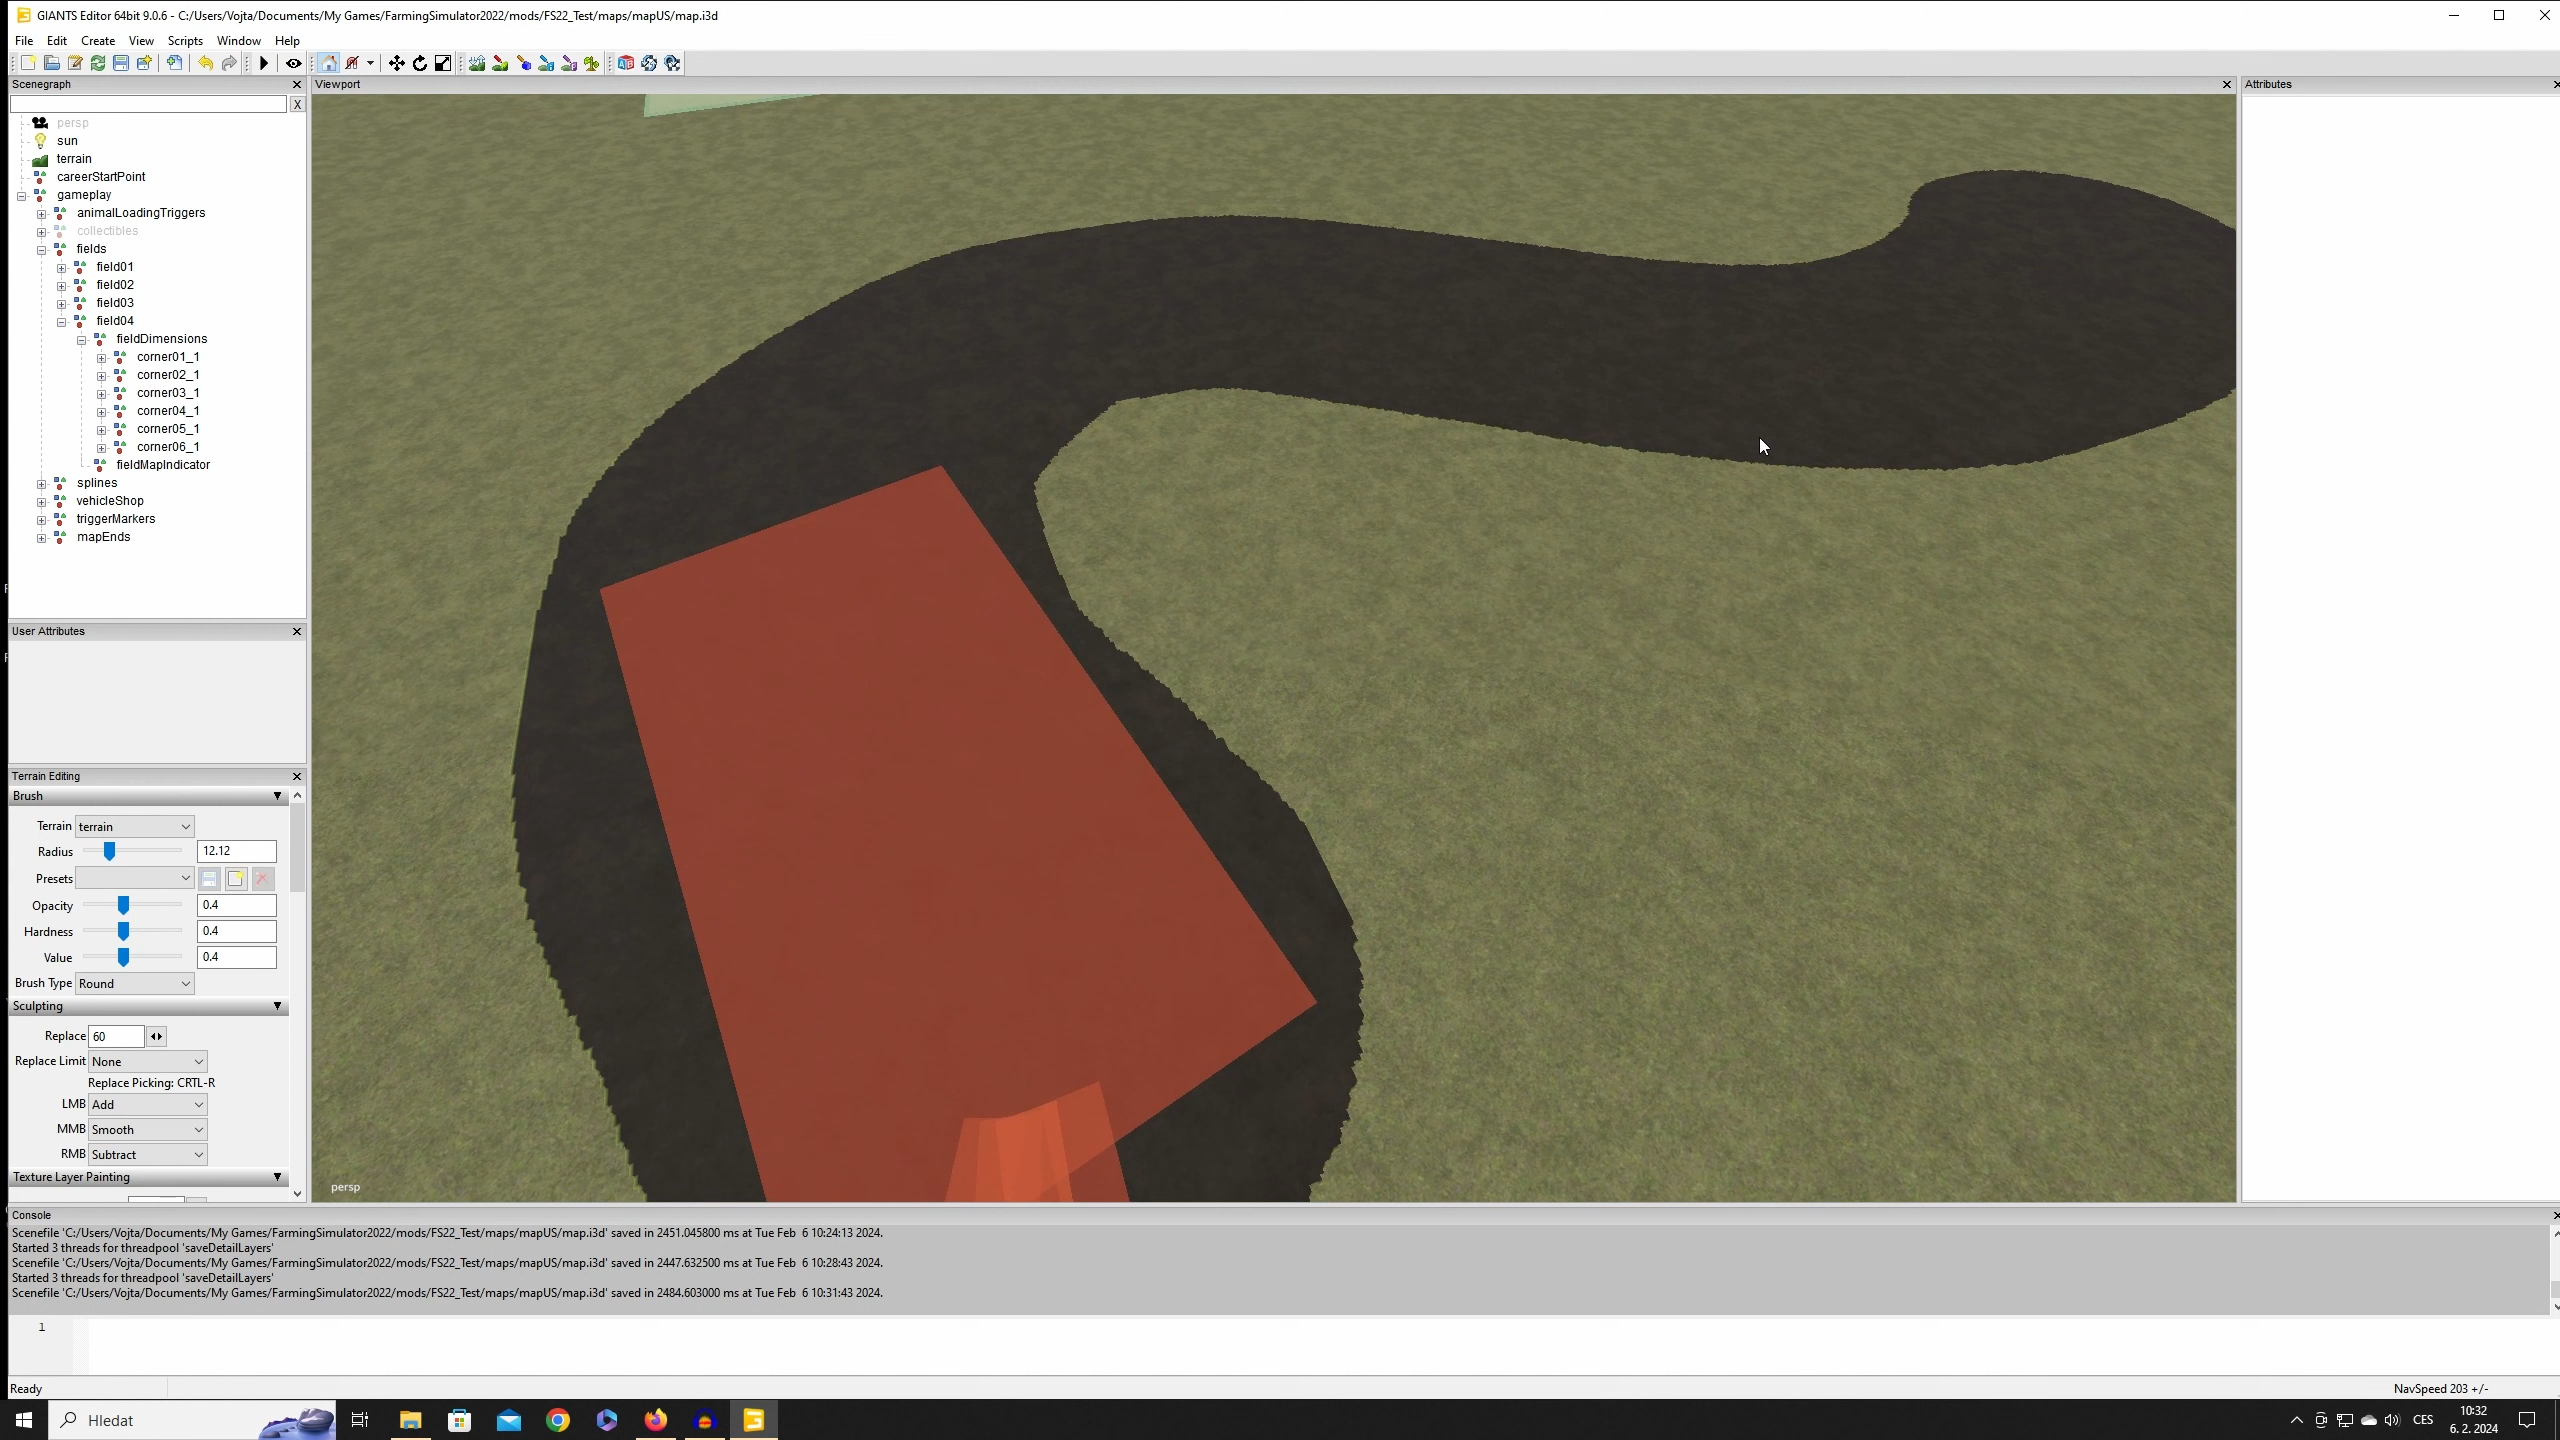 GIANTS Editor 64bit 9.0.6 - C:/Users/Vojta/Documents/My Games/FarmingSimulator2022/mods/FS22_Test/maps/mapUS/map.i3d
File Edit Create View Scripts Window Help
Scenegraph
X
persp
sun
terrain
careerStartPoint
gameplay
animalLoadingTriggers
collectibles
fields
field01
field02
field03
field04
fieldDimensions
corner01_1
corner02_1
corner03_1
corner04_1
corner05_1
corner06_1
fieldMapIndicator
splines
vehicleShop
triggerMarkers
mapEnds
User Attributes
Terrain Editing
Brush
Terrain terrain
Radius 12.12
Presets
Opacity 0.4
Hardness 0.4
Value 0.4
Brush Type Round
Sculpting
Replace 60
Replace Limit None
Replace Picking: CRTL-R
LMB Add
MMB Smooth
RMB Subtract
Texture Layer Painting
Viewport
persp
Attributes
Console
Scenefile 'C:/Users/Vojta/Documents/My Games/FarmingSimulator2022/mods/FS22_Test/maps/mapUS/map.i3d' saved in 2451.045800 ms at Tue Feb 6 10:24:13 2024.
Started 3 threads for threadpool 'saveDetailLayers'
Scenefile 'C:/Users/Vojta/Documents/My Games/FarmingSimulator2022/mods/FS22_Test/maps/mapUS/map.i3d' saved in 2447.632500 ms at Tue Feb 6 10:28:43 2024.
Started 3 threads for threadpool 'saveDetailLayers'
Scenefile 'C:/Users/Vojta/Documents/My Games/FarmingSimulator2022/mods/FS22_Test/maps/mapUS/map.i3d' saved in 2484.603000 ms at Tue Feb 6 10:31:43 2024.
1
Ready
NavSpeed 203 +/-
Hledat
CES
10:32
6. 2. 2024